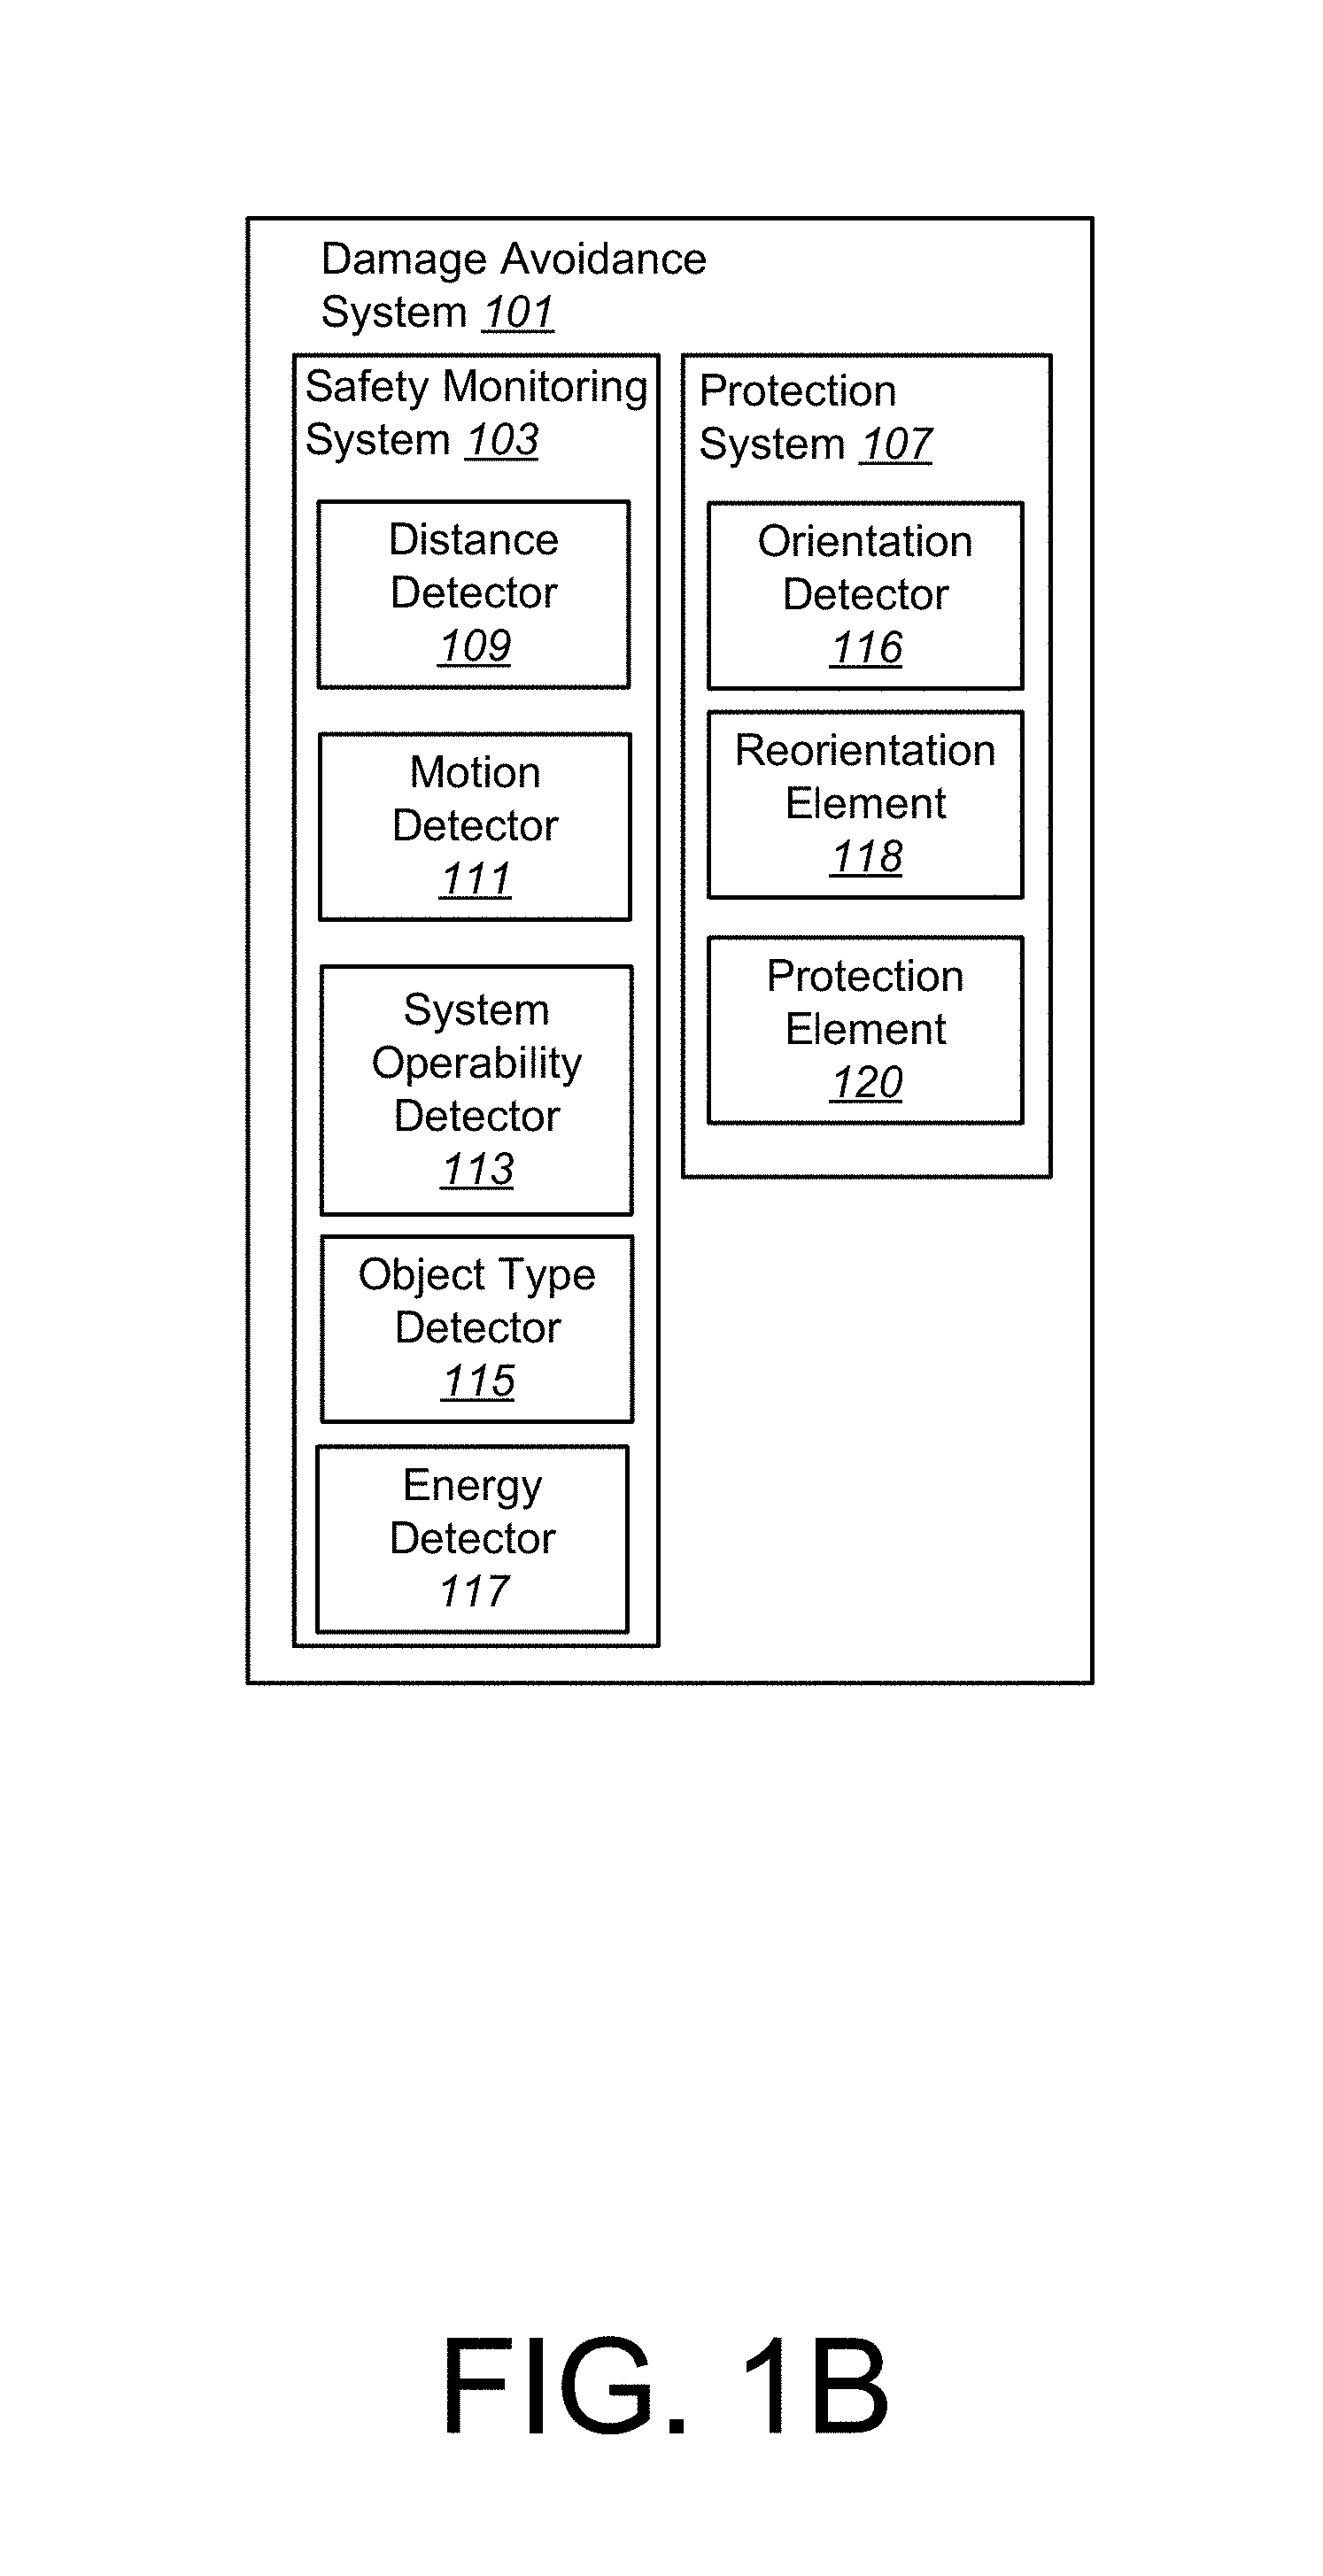 Damage Avoidance
System 101
Safety Monitoring
System 103
Distance
Detector
109
Motion
Detector
111
System
Operability
Detector
113
Object Type
Detector
115
Energy
Detector
117
Protection
System 107
Orientation
Detector
116
Reorientation
Element
118
Protection
Element
120
FIG. 1B